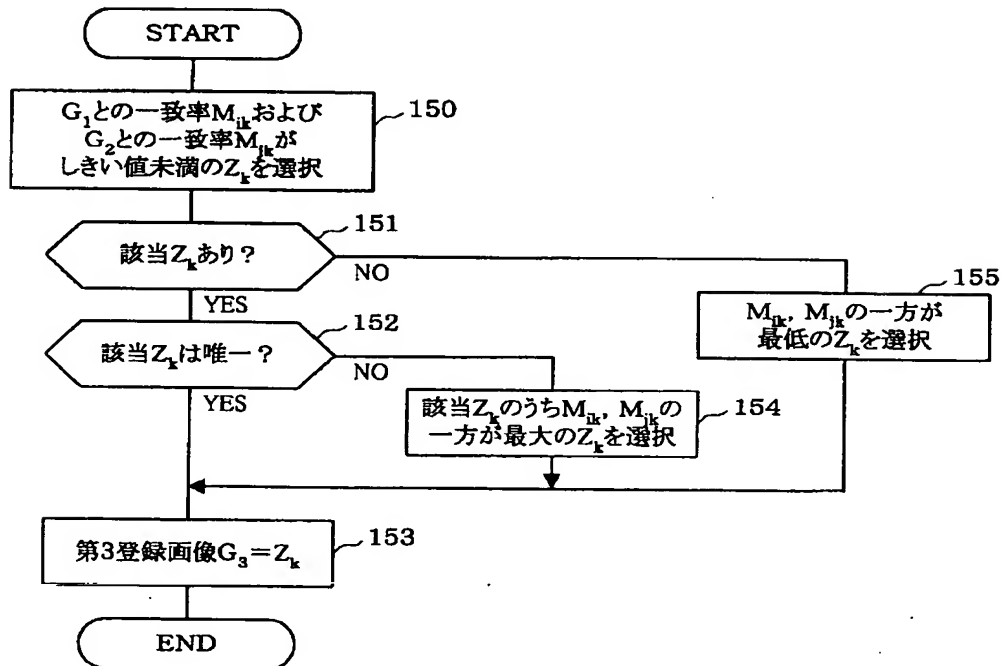 START
G₁との一致率Mᵢₖおよび
G₂との一致率Mⱼₖが
しきい値未満のZₖを選択
150
該当Zₖあり?
151
NO
YES
155
Mᵢₖ, Mⱼₖの一方が
最低のZₖを選択
152
該当Zₖは唯一?
NO
YES
該当ZₖのうちMᵢₖ, Mⱼₖの
一方が最大のZₖを選択
154
第3登録画像G₃=Zₖ
153
END